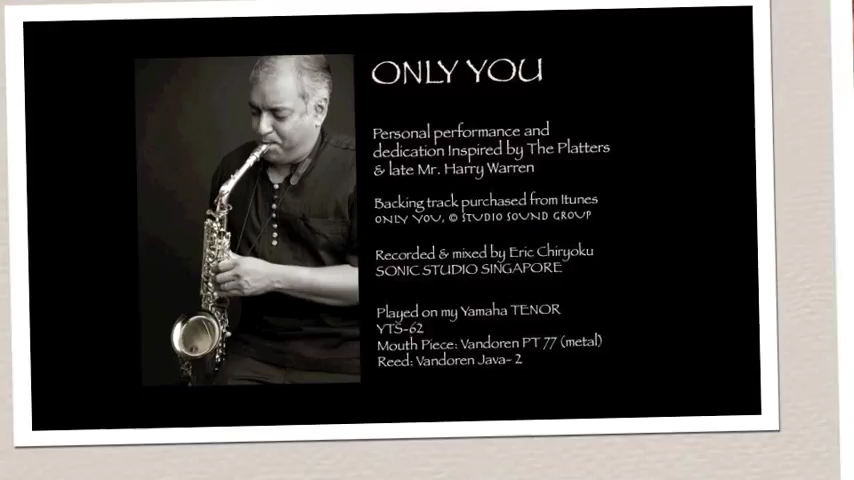 ONLY YOU
Personal performance and
dedication Inspired by The Platters
& late Mr. Harry Warren
Backing track purchased from Itunes
ONLY YOU, © STUDIO SOUND GROUP
Recorded & mixed by Eric Chiryoku
SONIC STUDIO SINGAPORE
Played on my Yamaha TENOR
YTS-62
Mouth Piece: Vandoren PT 77 (metal)
Reed: Vandoren Java- 2